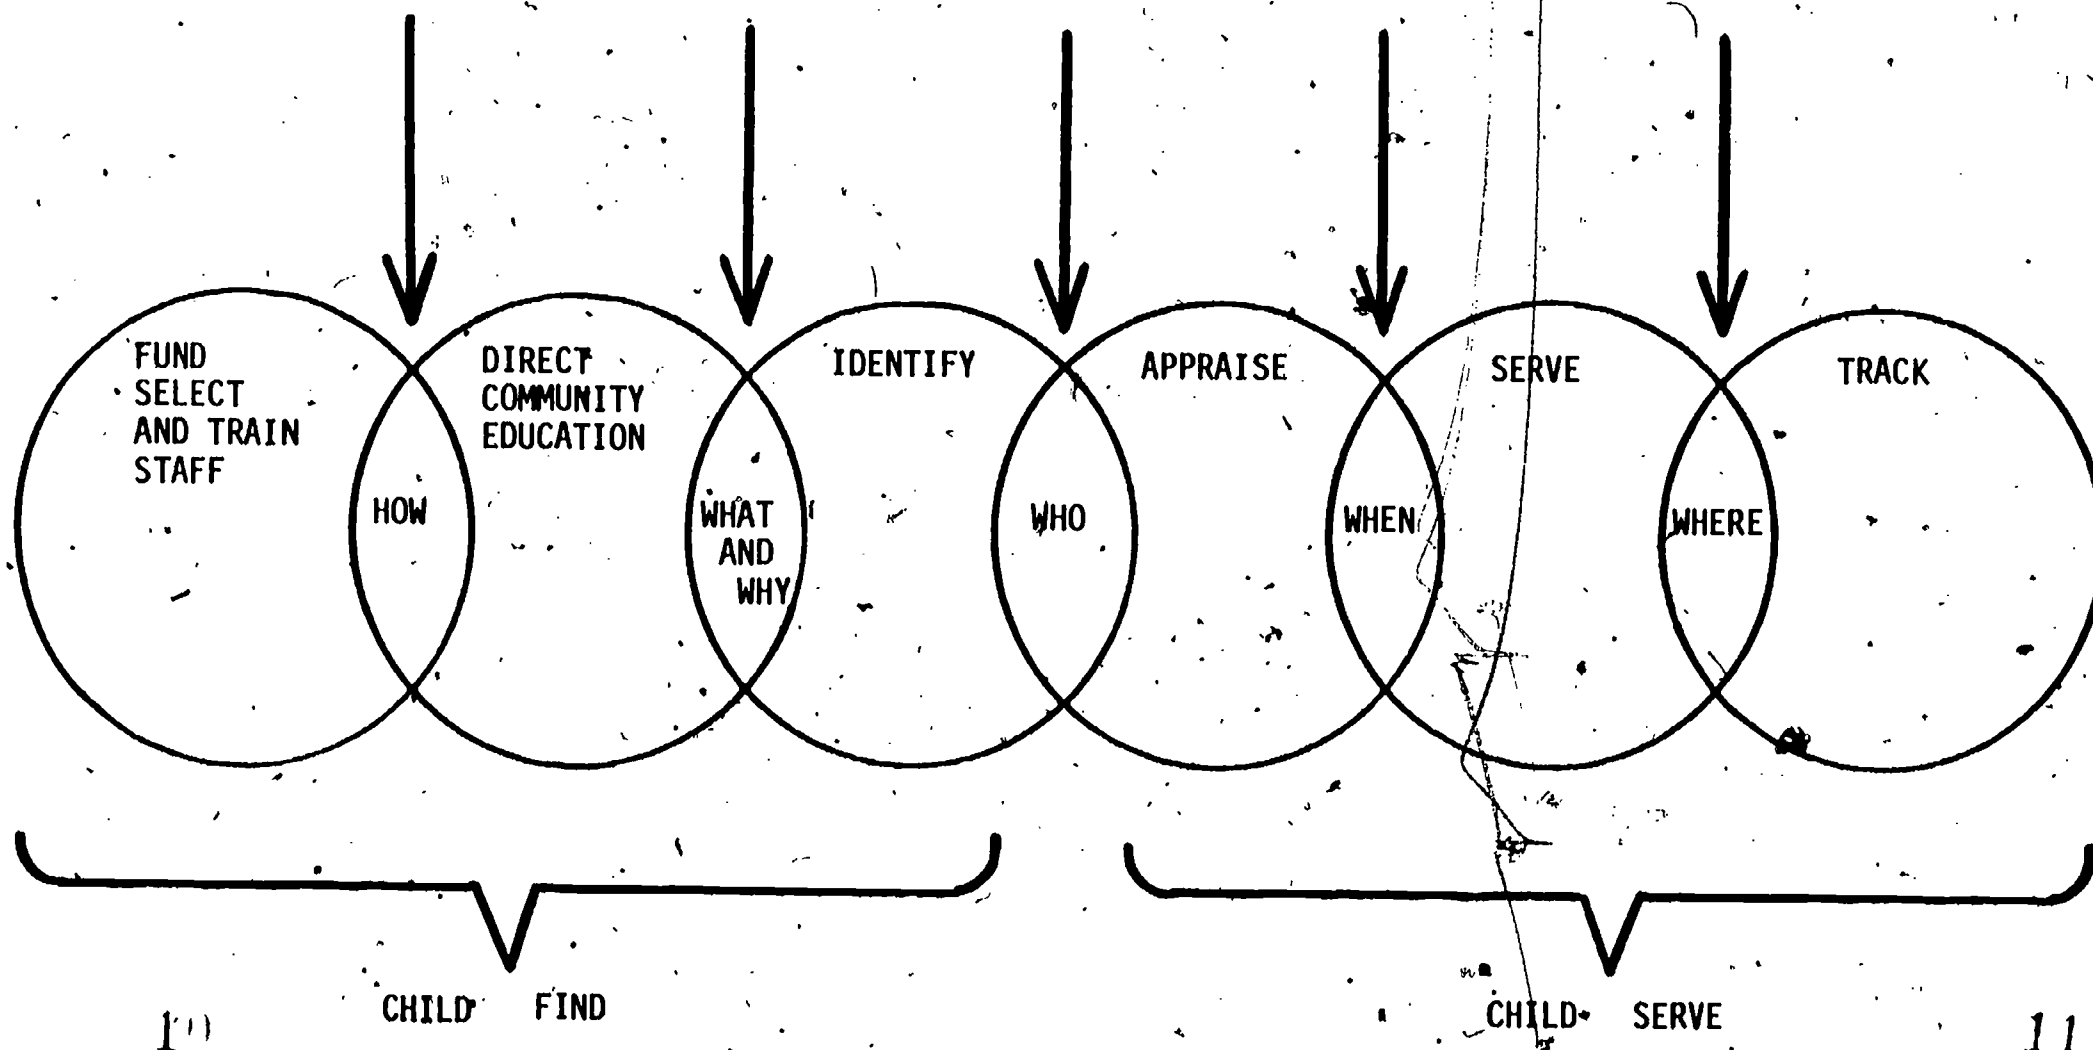 FUND
SELECT
AND TRAIN
STAFF
HOW
DIRECT
COMMUNITY
EDUCATION
WHAT
AND
WHY
IDENTIFY
WHO
APPRAISE
WHEN
SERVE
WHERE
TRACK
CHILD FIND
CHILD SERVE
11